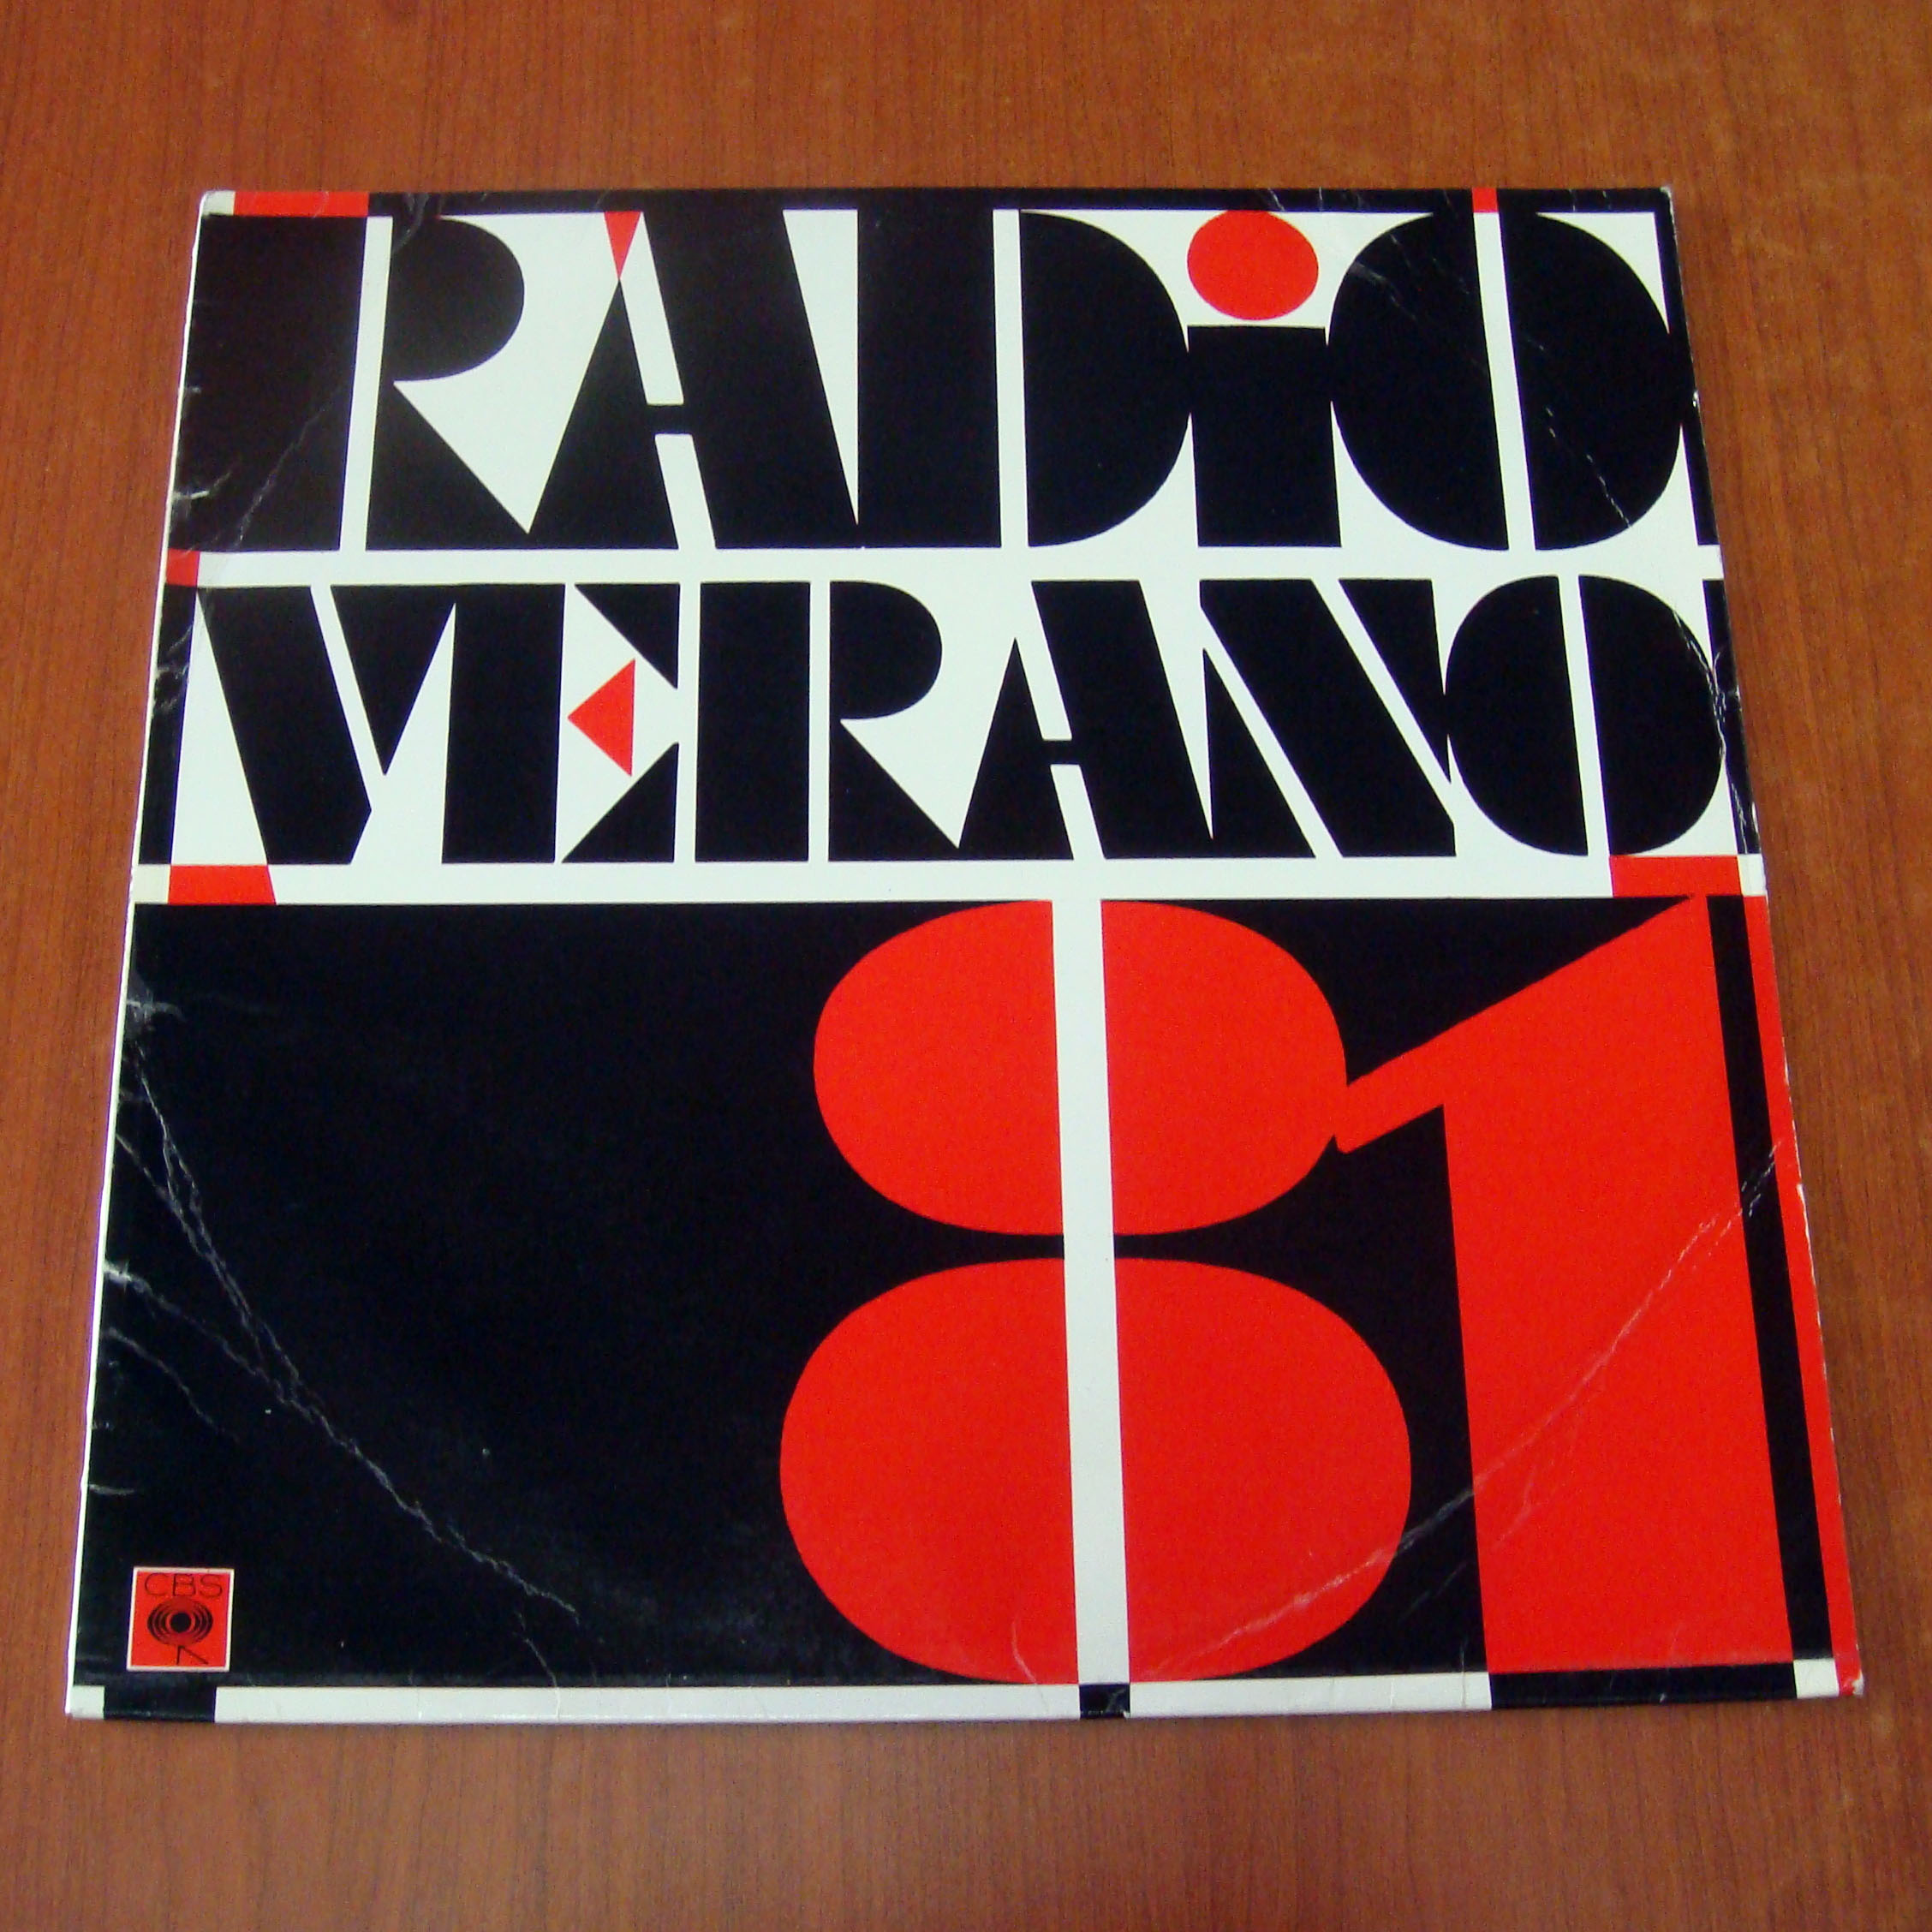 RADiO
VERANO
81
CBS